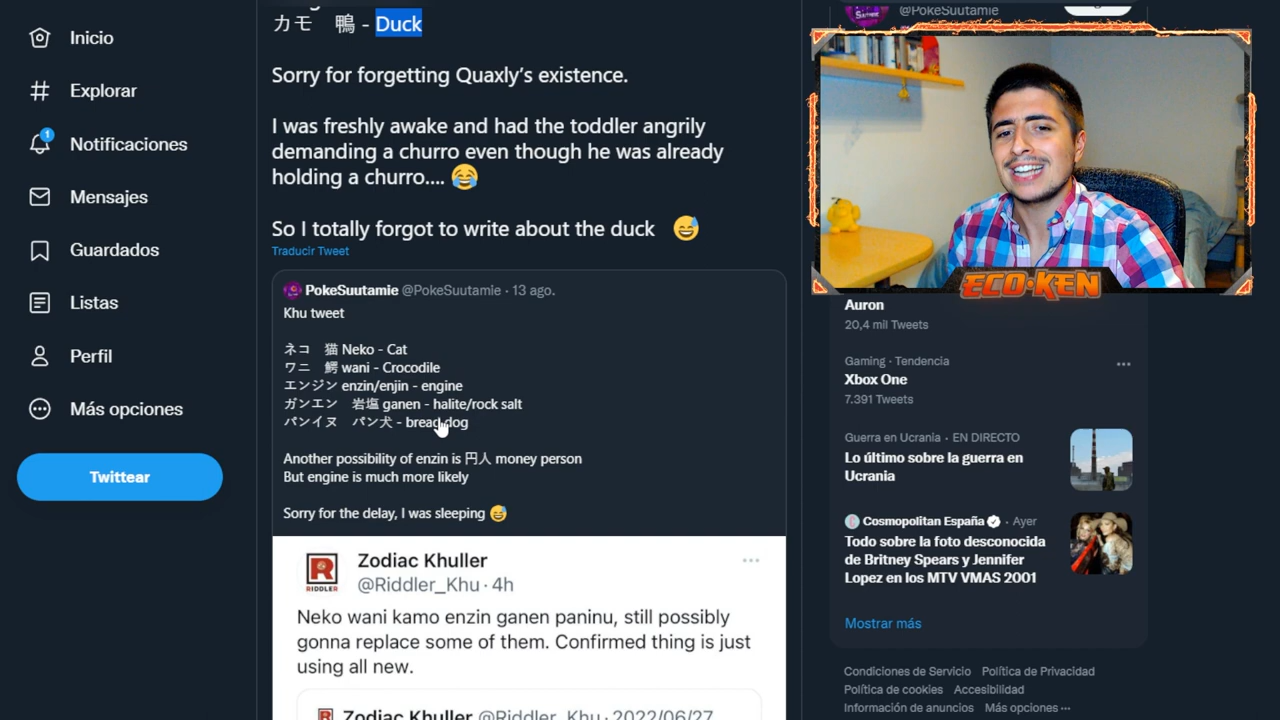 Inicio
Explorar
1
Notificaciones
Mensajes
Guardados
Listas
Perfil
Más opciones
Twittear
カモ 鴨 - Duck
Sorry for forgetting Quaxly’s existence.
I was freshly awake and had the toddler angrily
demanding a churro even though he was already
holding a churro.... 😂
So I totally forgot to write about the duck 😅
Traducir Tweet
PokeSuutamie @PokeSuutamie · 13 ago.
Khu tweet
ネコ 猫 Neko - Cat
ワニ 鰐 wani - Crocodile
エンジン enzin/enjin - engine
ガンエン 岩塩 ganen - halite/rock salt
パンイヌ パン犬 - bread dog
Another possibility of enzin is 円人 money person
But engine is much more likely
Sorry for the delay, I was sleeping 😅
R
RIDDLER
Zodiac Khuller
@Riddler_Khu · 4h
Neko wani kamo enzin ganen paninu, still possibly
gonna replace some of them. Confirmed thing is just
using all new.
Zodiac Khuller @Riddler_Khu · 2022/06/27
@PokeSuutamie
ECO·KEN
Auron
20,4 mil Tweets
Gaming · Tendencia
Xbox One
7.391 Tweets
Guerra en Ucrania · EN DIRECTO
Lo último sobre la guerra en
Ucrania
Cosmopolitan España · Ayer
Todo sobre la foto desconocida
de Britney Spears y Jennifer
Lopez en los MTV VMAS 2001
Mostrar más
Condiciones de Servicio Política de Privacidad
Política de cookies Accesibilidad
Información de anuncios Más opciones ···